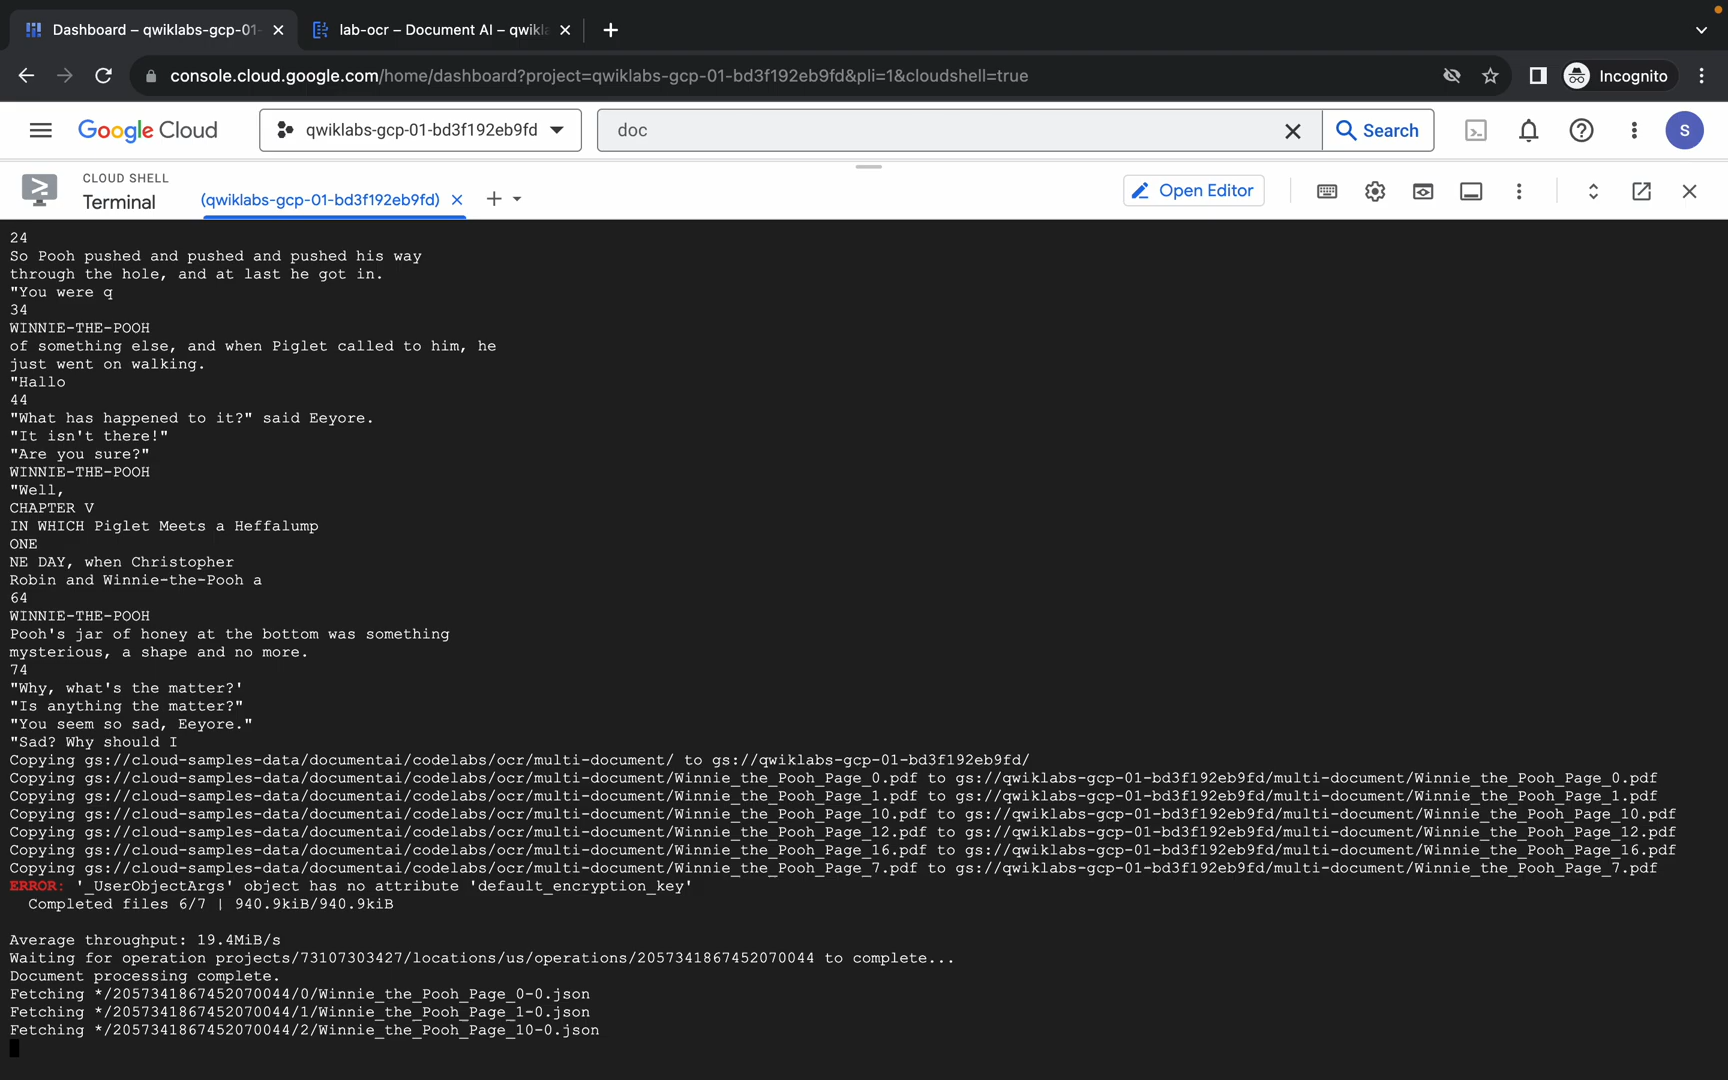 Dashboard – qwiklabs-gcp-01-
lab-ocr – Document AI – qwikla
console.cloud.google.com/home/dashboard?project=qwiklabs-gcp-01-bd3f192eb9fd&pli=1&cloudshell=true
Incognito
Google Cloud
qwiklabs-gcp-01-bd3f192eb9fd
doc
Search
S
CLOUD SHELL
Terminal
(qwiklabs-gcp-01-bd3f192eb9fd)
Open Editor
24
So Pooh pushed and pushed and pushed his way
through the hole, and at last he got in.
"You were q
34
WINNIE-THE-POOH
of something else, and when Piglet called to him, he
just went on walking.
"Hallo
44
"What has happened to it?" said Eeyore.
"It isn't there!"
"Are you sure?"
WINNIE-THE-POOH
"Well,
CHAPTER V
IN WHICH Piglet Meets a Heffalump
ONE
NE DAY, when Christopher
Robin and Winnie-the-Pooh a
64
WINNIE-THE-POOH
Pooh's jar of honey at the bottom was something
mysterious, a shape and no more.
74
"Why, what's the matter?'
"Is anything the matter?"
"You seem so sad, Eeyore."
"Sad? Why should I
Copying gs://cloud-samples-data/documentai/codelabs/ocr/multi-document/ to gs://qwiklabs-gcp-01-bd3f192eb9fd/
Copying gs://cloud-samples-data/documentai/codelabs/ocr/multi-document/Winnie_the_Pooh_Page_0.pdf to gs://qwiklabs-gcp-01-bd3f192eb9fd/multi-document/Winnie_the_Pooh_Page_0.pdf
Copying gs://cloud-samples-data/documentai/codelabs/ocr/multi-document/Winnie_the_Pooh_Page_1.pdf to gs://qwiklabs-gcp-01-bd3f192eb9fd/multi-document/Winnie_the_Pooh_Page_1.pdf
Copying gs://cloud-samples-data/documentai/codelabs/ocr/multi-document/Winnie_the_Pooh_Page_10.pdf to gs://qwiklabs-gcp-01-bd3f192eb9fd/multi-document/Winnie_the_Pooh_Page_10.pdf
Copying gs://cloud-samples-data/documentai/codelabs/ocr/multi-document/Winnie_the_Pooh_Page_12.pdf to gs://qwiklabs-gcp-01-bd3f192eb9fd/multi-document/Winnie_the_Pooh_Page_12.pdf
Copying gs://cloud-samples-data/documentai/codelabs/ocr/multi-document/Winnie_the_Pooh_Page_16.pdf to gs://qwiklabs-gcp-01-bd3f192eb9fd/multi-document/Winnie_the_Pooh_Page_16.pdf
Copying gs://cloud-samples-data/documentai/codelabs/ocr/multi-document/Winnie_the_Pooh_Page_7.pdf to gs://qwiklabs-gcp-01-bd3f192eb9fd/multi-document/Winnie_the_Pooh_Page_7.pdf
ERROR: '_UserObjectArgs' object has no attribute 'default_encryption_key'
Completed files 6/7 | 940.9kiB/940.9kiB
Average throughput: 19.4MiB/s
Waiting for operation projects/73107303427/locations/us/operations/2057341867452070044 to complete...
Document processing complete.
Fetching */2057341867452070044/0/Winnie_the_Pooh_Page_0-0.json
Fetching */2057341867452070044/1/Winnie_the_Pooh_Page_1-0.json
Fetching */2057341867452070044/2/Winnie_the_Pooh_Page_10-0.json